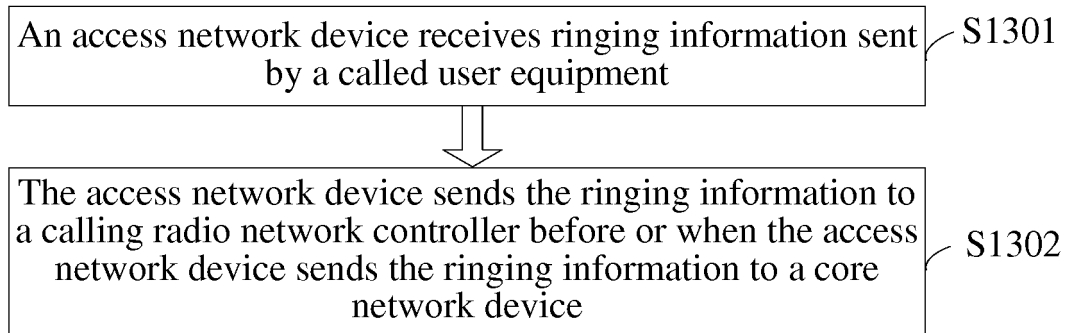 An access network device receives ringing information sent
by a called user equipment
S1301
The access network device sends the ringing information to
a calling radio network controller before or when the access
network device sends the ringing information to a core
network device
S1302